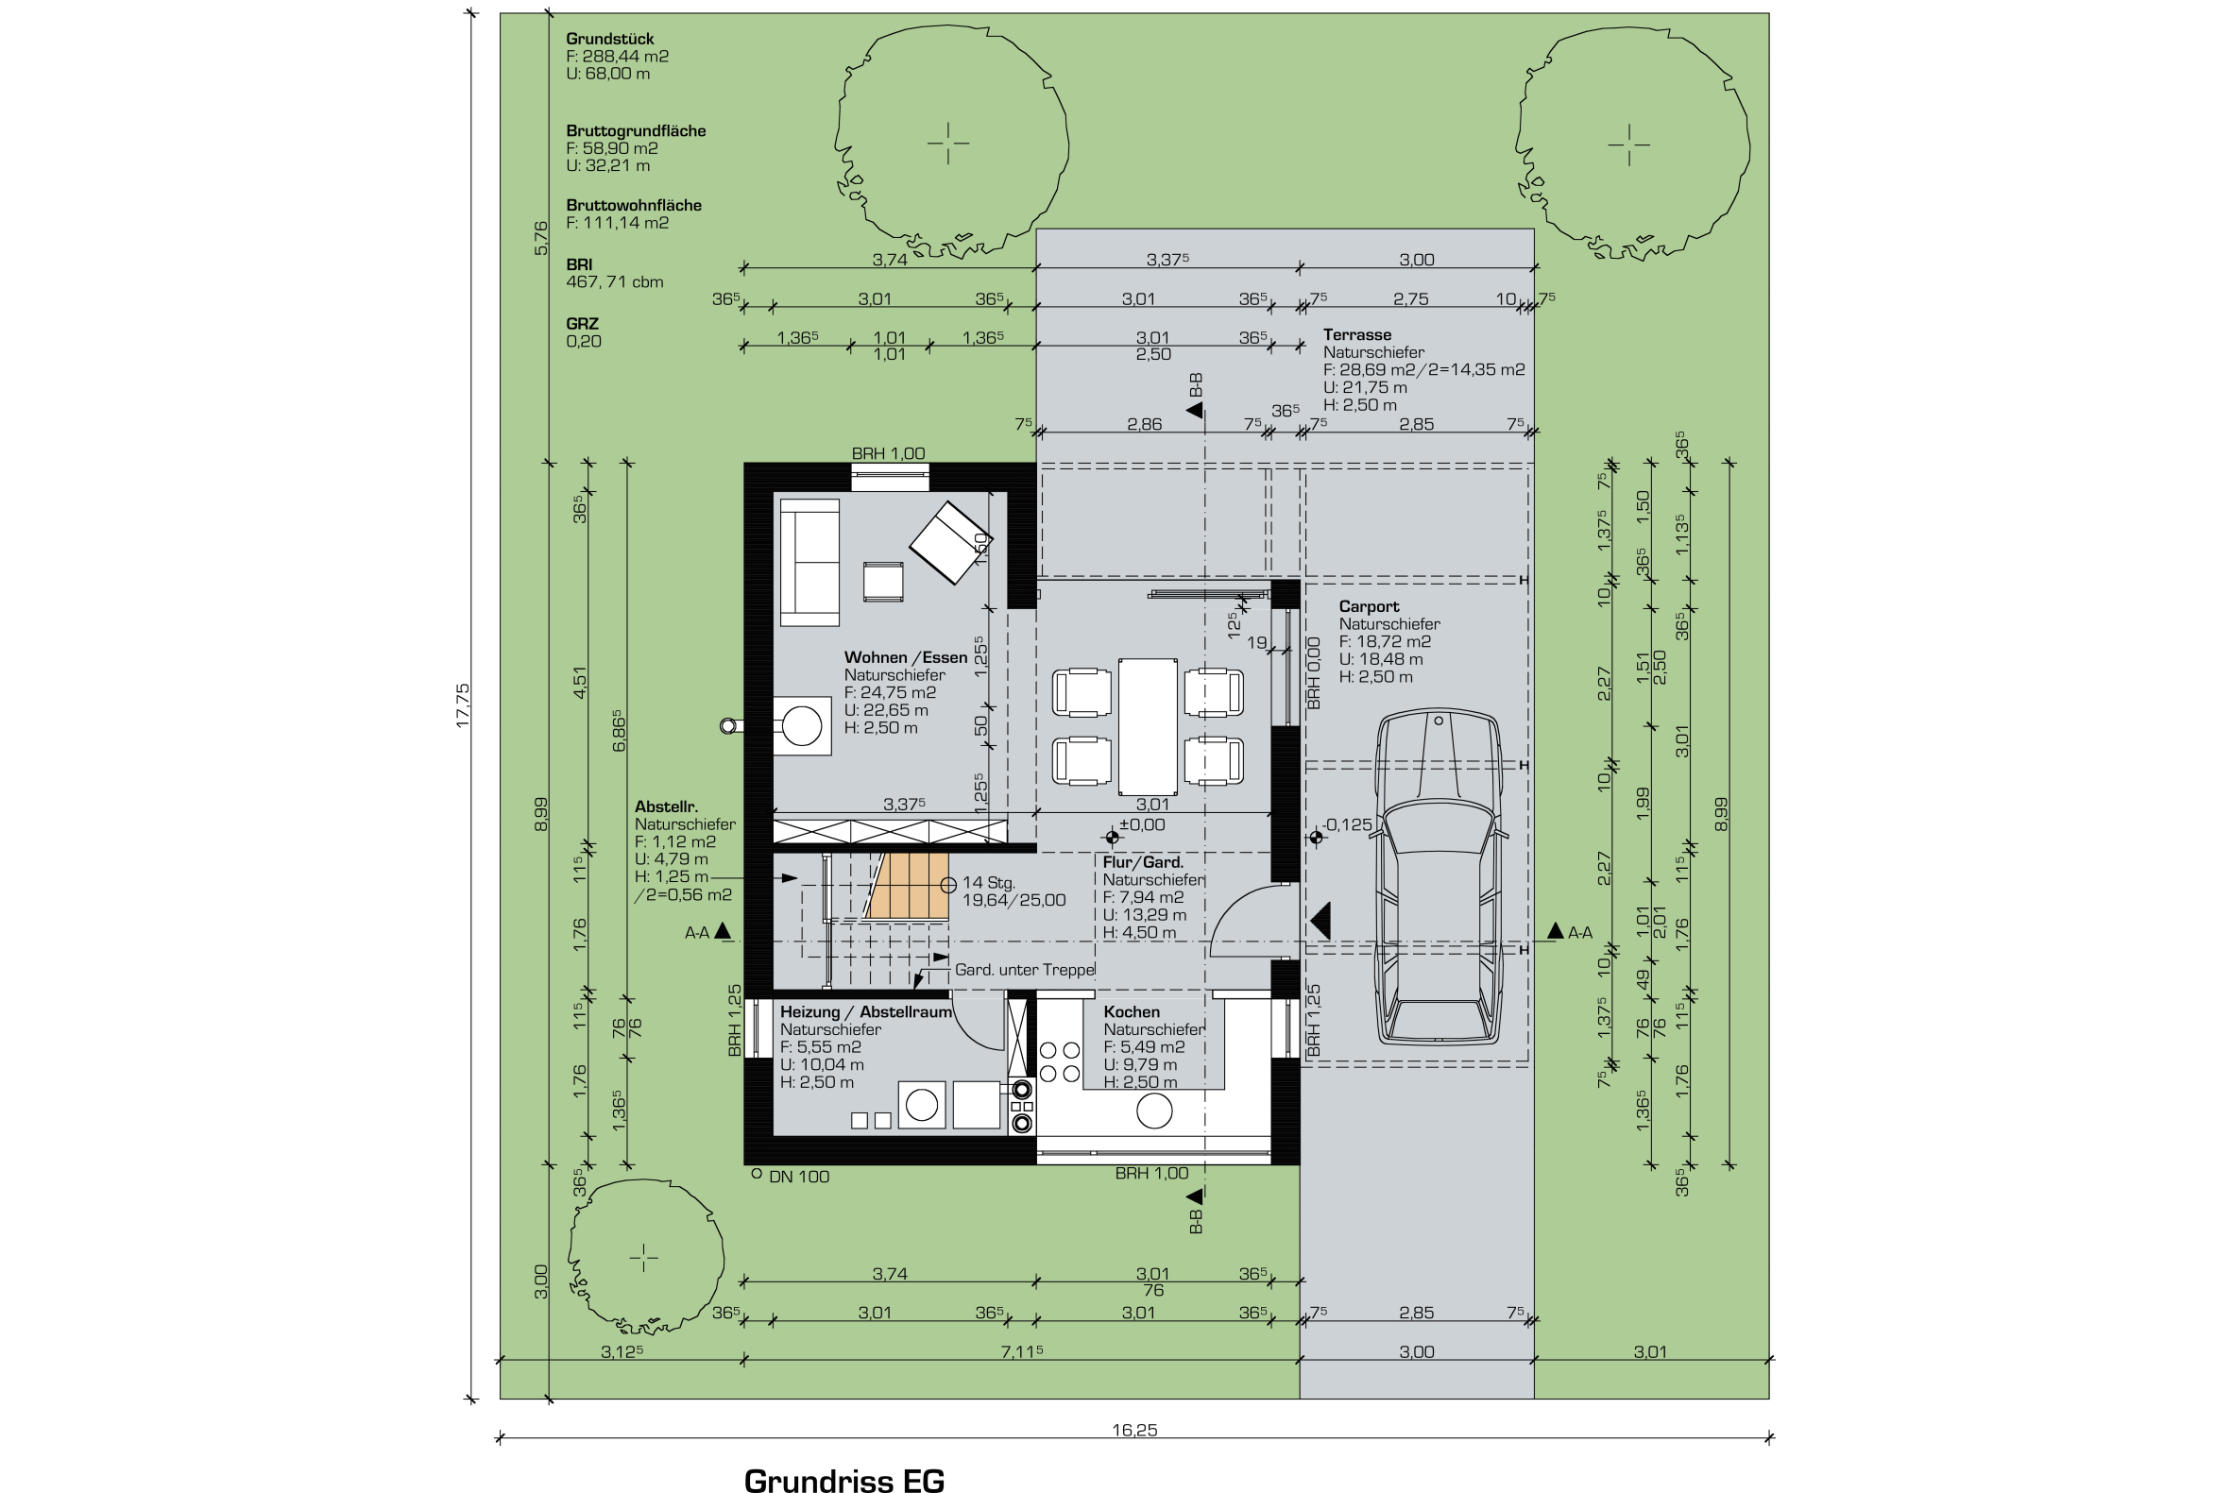 Grundstück
F: 288,44 m2
U: 68,00 m
Bruttogrundfläche
F: 58,90 m2
U: 32,21 m
Bruttowohnfläche
F: 111,14 m2
BRI
467, 71 cbm
GRZ
0,20
5,76
3,74 3,37⁵ 3,00
36⁵ 3,01 36⁵ 3,01 36⁵ 7⁵ 2,75 10 7⁵
1,36⁵ 1,01 1,36⁵ 3,01 36⁵
1,01 2,50
Terrasse
Naturschiefer
F: 28,69 m2/2=14,35 m2
U: 21,75 m
H: 2,50 m
B-B
7⁵ 2,86 7⁵ 36⁵ 7⁵ 2,85 7⁵
BRH 1,00
17,75
8,99
3,00
36⁵
4,51
11⁵
1,76
11⁵
1,76
36⁵
6,86⁵
76
76
1,36⁵
1,50
1,25⁵
50
1,25⁵
Wohnen /Essen
Naturschiefer
F: 24,75 m2
U: 22,65 m
H: 2,50 m
3,37⁵ 3,01
12⁵
19
BRH 0,00
±0,00
-0,125
Carport
Naturschiefer
F: 18,72 m2
U: 18,48 m
H: 2,50 m
7⁵
1,37⁵
10
2,27
10
2,27
10
1,37⁵
7⁵
1,50
36⁵
1,51
2,50
1,99
1,01
2,01
49
76
76
1,36⁵
36⁵
1,13⁵
36⁵
3,01
11⁵
1,76
11⁵
1,76
36⁵
8,99
Abstellr.
Naturschiefer
F: 1,12 m2
U: 4,79 m
H: 1,25 m
/2=0,56 m2
14 Stg.
19,64/25,00
Flur/Gard.
Naturschiefer
F: 7,94 m2
U: 13,29 m
H: 4,50 m
A-A
A-A
Gard. unter Treppe
BRH 1,25
Heizung / Abstellraum
Naturschiefer
F: 5,55 m2
U: 10,04 m
H: 2,50 m
Kochen
Naturschiefer
F: 5,49 m2
U: 9,79 m
H: 2,50 m
BRH 1,25
DN 100
BRH 1,00
B-B
3,74 3,01 36⁵
76
36⁵ 3,01 36⁵ 3,01 36⁵ 7⁵ 2,85 7⁵
3,12⁵ 7,11⁵ 3,00 3,01
16,25
Grundriss EG